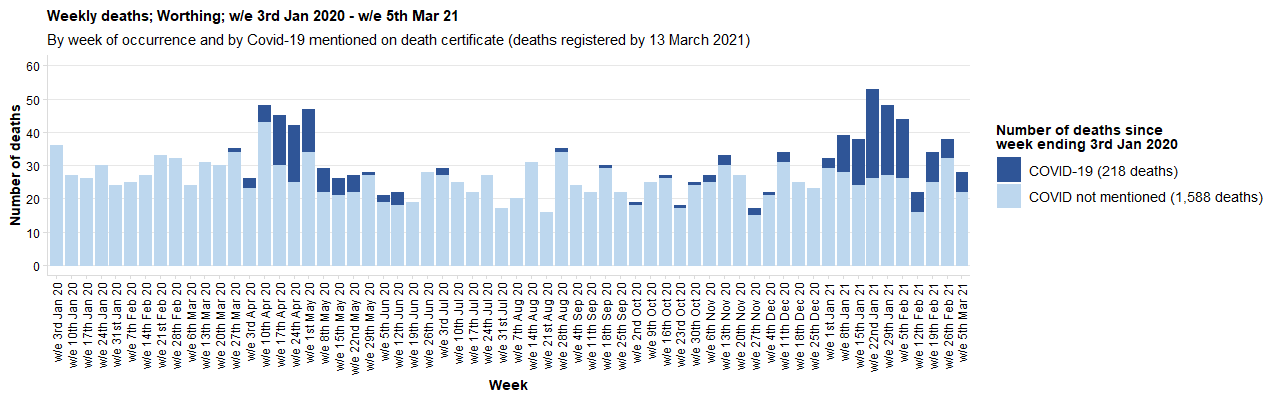 Weekly deaths; Worthing; w/e 3rd Jan 2020 - w/e 5th Mar 21
By week of occurrence and by Covid-19 mentioned on death certificate (deaths registered by 13 March 2021)
Number of deaths
60
50
40
30
20
10
0
w/e 3rd Jan 20
w/e 10th Jan 20
w/e 17th Jan 20
w/e 24th Jan 20
w/e 31st Jan 20
w/e 7th Feb 20
w/e 14th Feb 20
w/e 21st Feb 20
w/e 28th Feb 20
w/e 6th Mar 20
w/e 13th Mar 20
w/e 20th Mar 20
w/e 27th Mar 20
w/e 3rd Apr 20
w/e 10th Apr 20
w/e 17th Apr 20
w/e 24th Apr 20
w/e 1st May 20
w/e 8th May 20
w/e 15th May 20
w/e 22nd May 20
w/e 29th May 20
w/e 5th Jun 20
w/e 12th Jun 20
w/e 19th Jun 20
w/e 26th Jun 20
w/e 3rd Jul 20
w/e 10th Jul 20
w/e 17th Jul 20
w/e 24th Jul 20
w/e 31st Jul 20
w/e 7th Aug 20
w/e 14th Aug 20
w/e 21st Aug 20
w/e 28th Aug 20
w/e 4th Sep 20
w/e 11th Sep 20
w/e 18th Sep 20
w/e 25th Sep 20
w/e 2nd Oct 20
w/e 9th Oct 20
w/e 16th Oct 20
w/e 23rd Oct 20
w/e 30th Oct 20
w/e 6th Nov 20
w/e 13th Nov 20
w/e 20th Nov 20
w/e 27th Nov 20
w/e 4th Dec 20
w/e 11th Dec 20
w/e 18th Dec 20
w/e 25th Dec 20
w/e 1st Jan 21
w/e 8th Jan 21
w/e 15th Jan 21
w/e 22nd Jan 21
w/e 29th Jan 21
w/e 5th Feb 21
w/e 12th Feb 21
w/e 19th Feb 21
w/e 26th Feb 21
w/e 5th Mar 21
Week
Number of deaths since
week ending 3rd Jan 2020
COVID-19 (218 deaths)
COVID not mentioned (1,588 deaths)